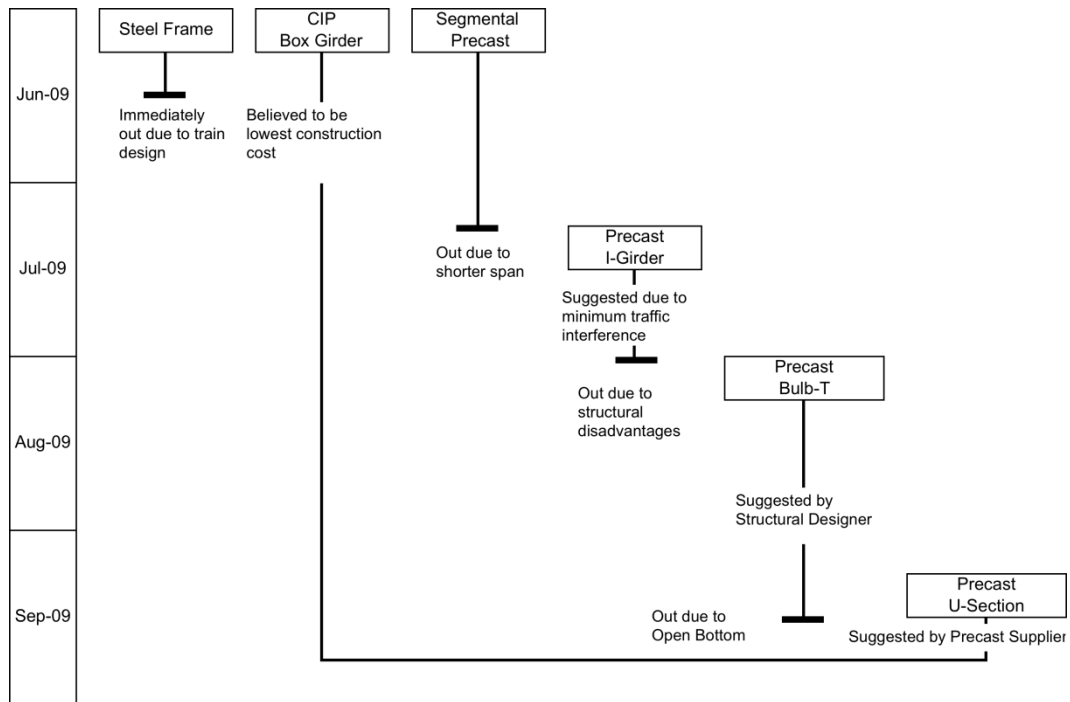 Steel Frame
CIP
Box Girder
Segmental
Precast
Jun-09
Immediately
out due to train
design
Believed to be
lowest construction
cost
Out due to
shorter span
Precast
I-Girder
Jul-09
Suggested due to
minimum traffic
interference
Precast
Bulb-T
Out due to
structural
disadvantages
Aug-09
Suggested by
Structural Designer
Precast
U-Section
Sep-09
Out due to
Open Bottom
Suggested by Precast Supplier